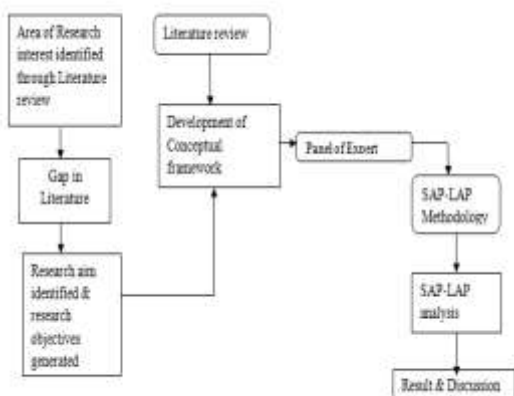 Area of Research
interest identified
through Literature
review
Gap in
Literature
Research aim
identified &
research
objectives
generated
Literature review
Development of
Conceptual
framework
Panel of Expert
SAP-LAP
Methodology
SAP-LAP
analysis
Result & Discussion